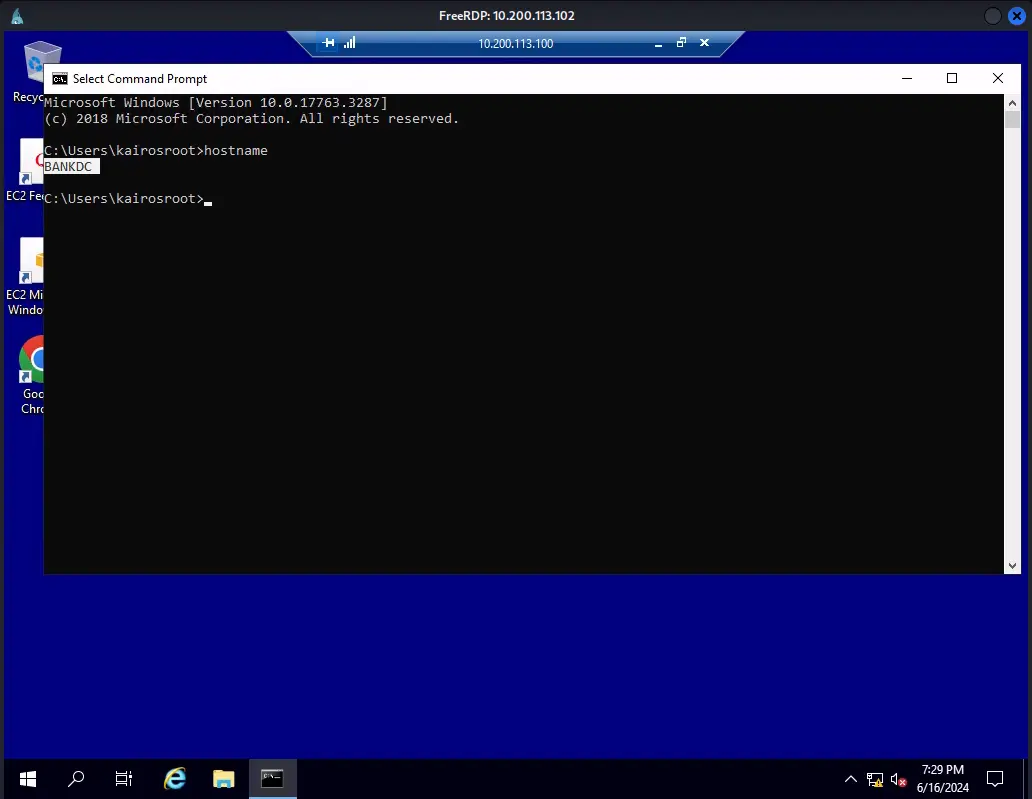 FreeRDP: 10.200.113.102
10.200.113.100
Recyc
Select Command Prompt
Microsoft Windows [Version 10.0.17763.3287]
(c) 2018 Microsoft Corporation. All rights reserved.
C:\Users\kairosroot>hostname
BANKDC
C:\Users\kairosroot>
EC2 Fe
EC2 Mi
Windo
Goo
Chro
7:29 PM
6/16/2024